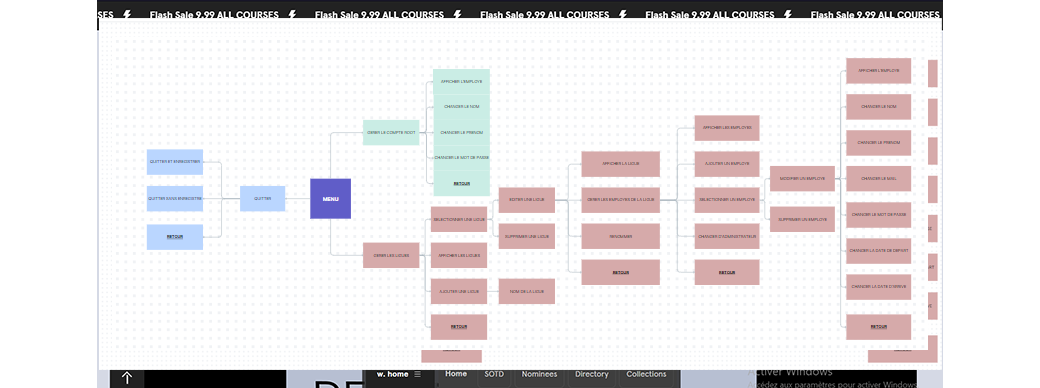 SES ⚡ Flash Sale 9.99 ALL COURSES ⚡ Flash Sale 9.99 ALL COURSES ⚡ Flash Sale 9.99 ALL COURSES ⚡ Flash Sale 9.99 ALL COURSES ⚡ Flash Sale 9.99 ALL COURSES
QUITTER ET ENREGISTRER
QUITTER SANS ENREGISTRE
RETOUR
QUITTER
MENU
GERER LE COMPTE ROOT
AFFICHER L'EMPLOYE
CHANGER LE NOM
CHANGER LE PRENOM
CHANGER LE MOT DE PASSE
RETOUR
GERER LES LIGUES
SELECTIONNER UNE LIGUE
AFFICHER LES LIGUES
AJOUTER UNE LIGUE
RETOUR
EDITER UNE LIGUE
SUPPRIMER UNE LIGUE
NOM DE LA LIGUE
AFFICHER LA LIGUE
GERER LES EMPLOYES DE LA LIGUE
RENOMMER
RETOUR
AFFICHER LES EMPLOYES
AJOUTER UN EMPLOYE
SELECTIONNER UN EMPLOYE
CHANGER D'ADMINISTRATEUR
RETOUR
MODIFIER UN EMPLOYE
SUPPRIMER UN EMPLOYE
AFFICHER L'EMPLOYE
CHANGER LE NOM
CHANGER LE PRENOM
CHANGER LE MAIL
CHANGER LE MOT DE PASSE
CHANGER LA DATE DE DEPART
CHANGER LA DATE D'ARRIVE
RETOUR
w. home
Home SOTD Nominees Directory Collections
Activer Windows
Accédez aux paramètres pour activer Windows